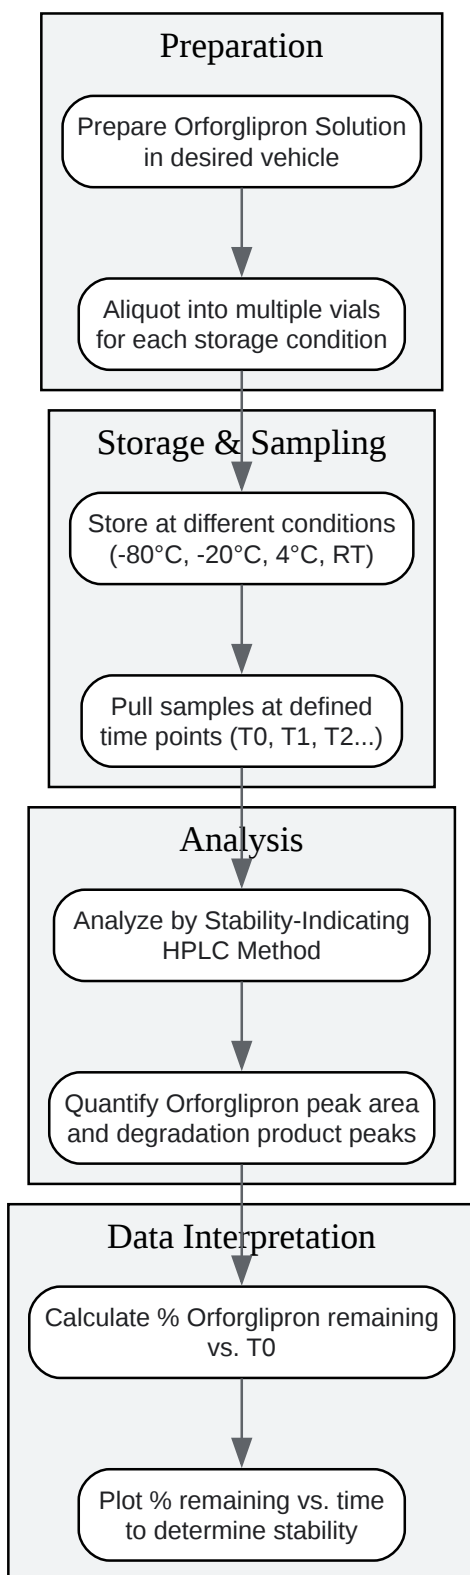 Preparation
Prepare Orforglipron Solution
in desired vehicle
Aliquot into multiple vials
for each storage condition
Storage & Sampling
Store at different conditions
(-80°C, -20°C, 4°C, RT)
Pull samples at defined
time points (T0, T1, T2...)
Analysis
Analyze by Stability-Indicating
HPLC Method
Quantify Orforglipron peak area
and degradation product peaks
Data Interpretation
Calculate % Orforglipron remaining
vs. T0
Plot % remaining vs. time
to determine stability